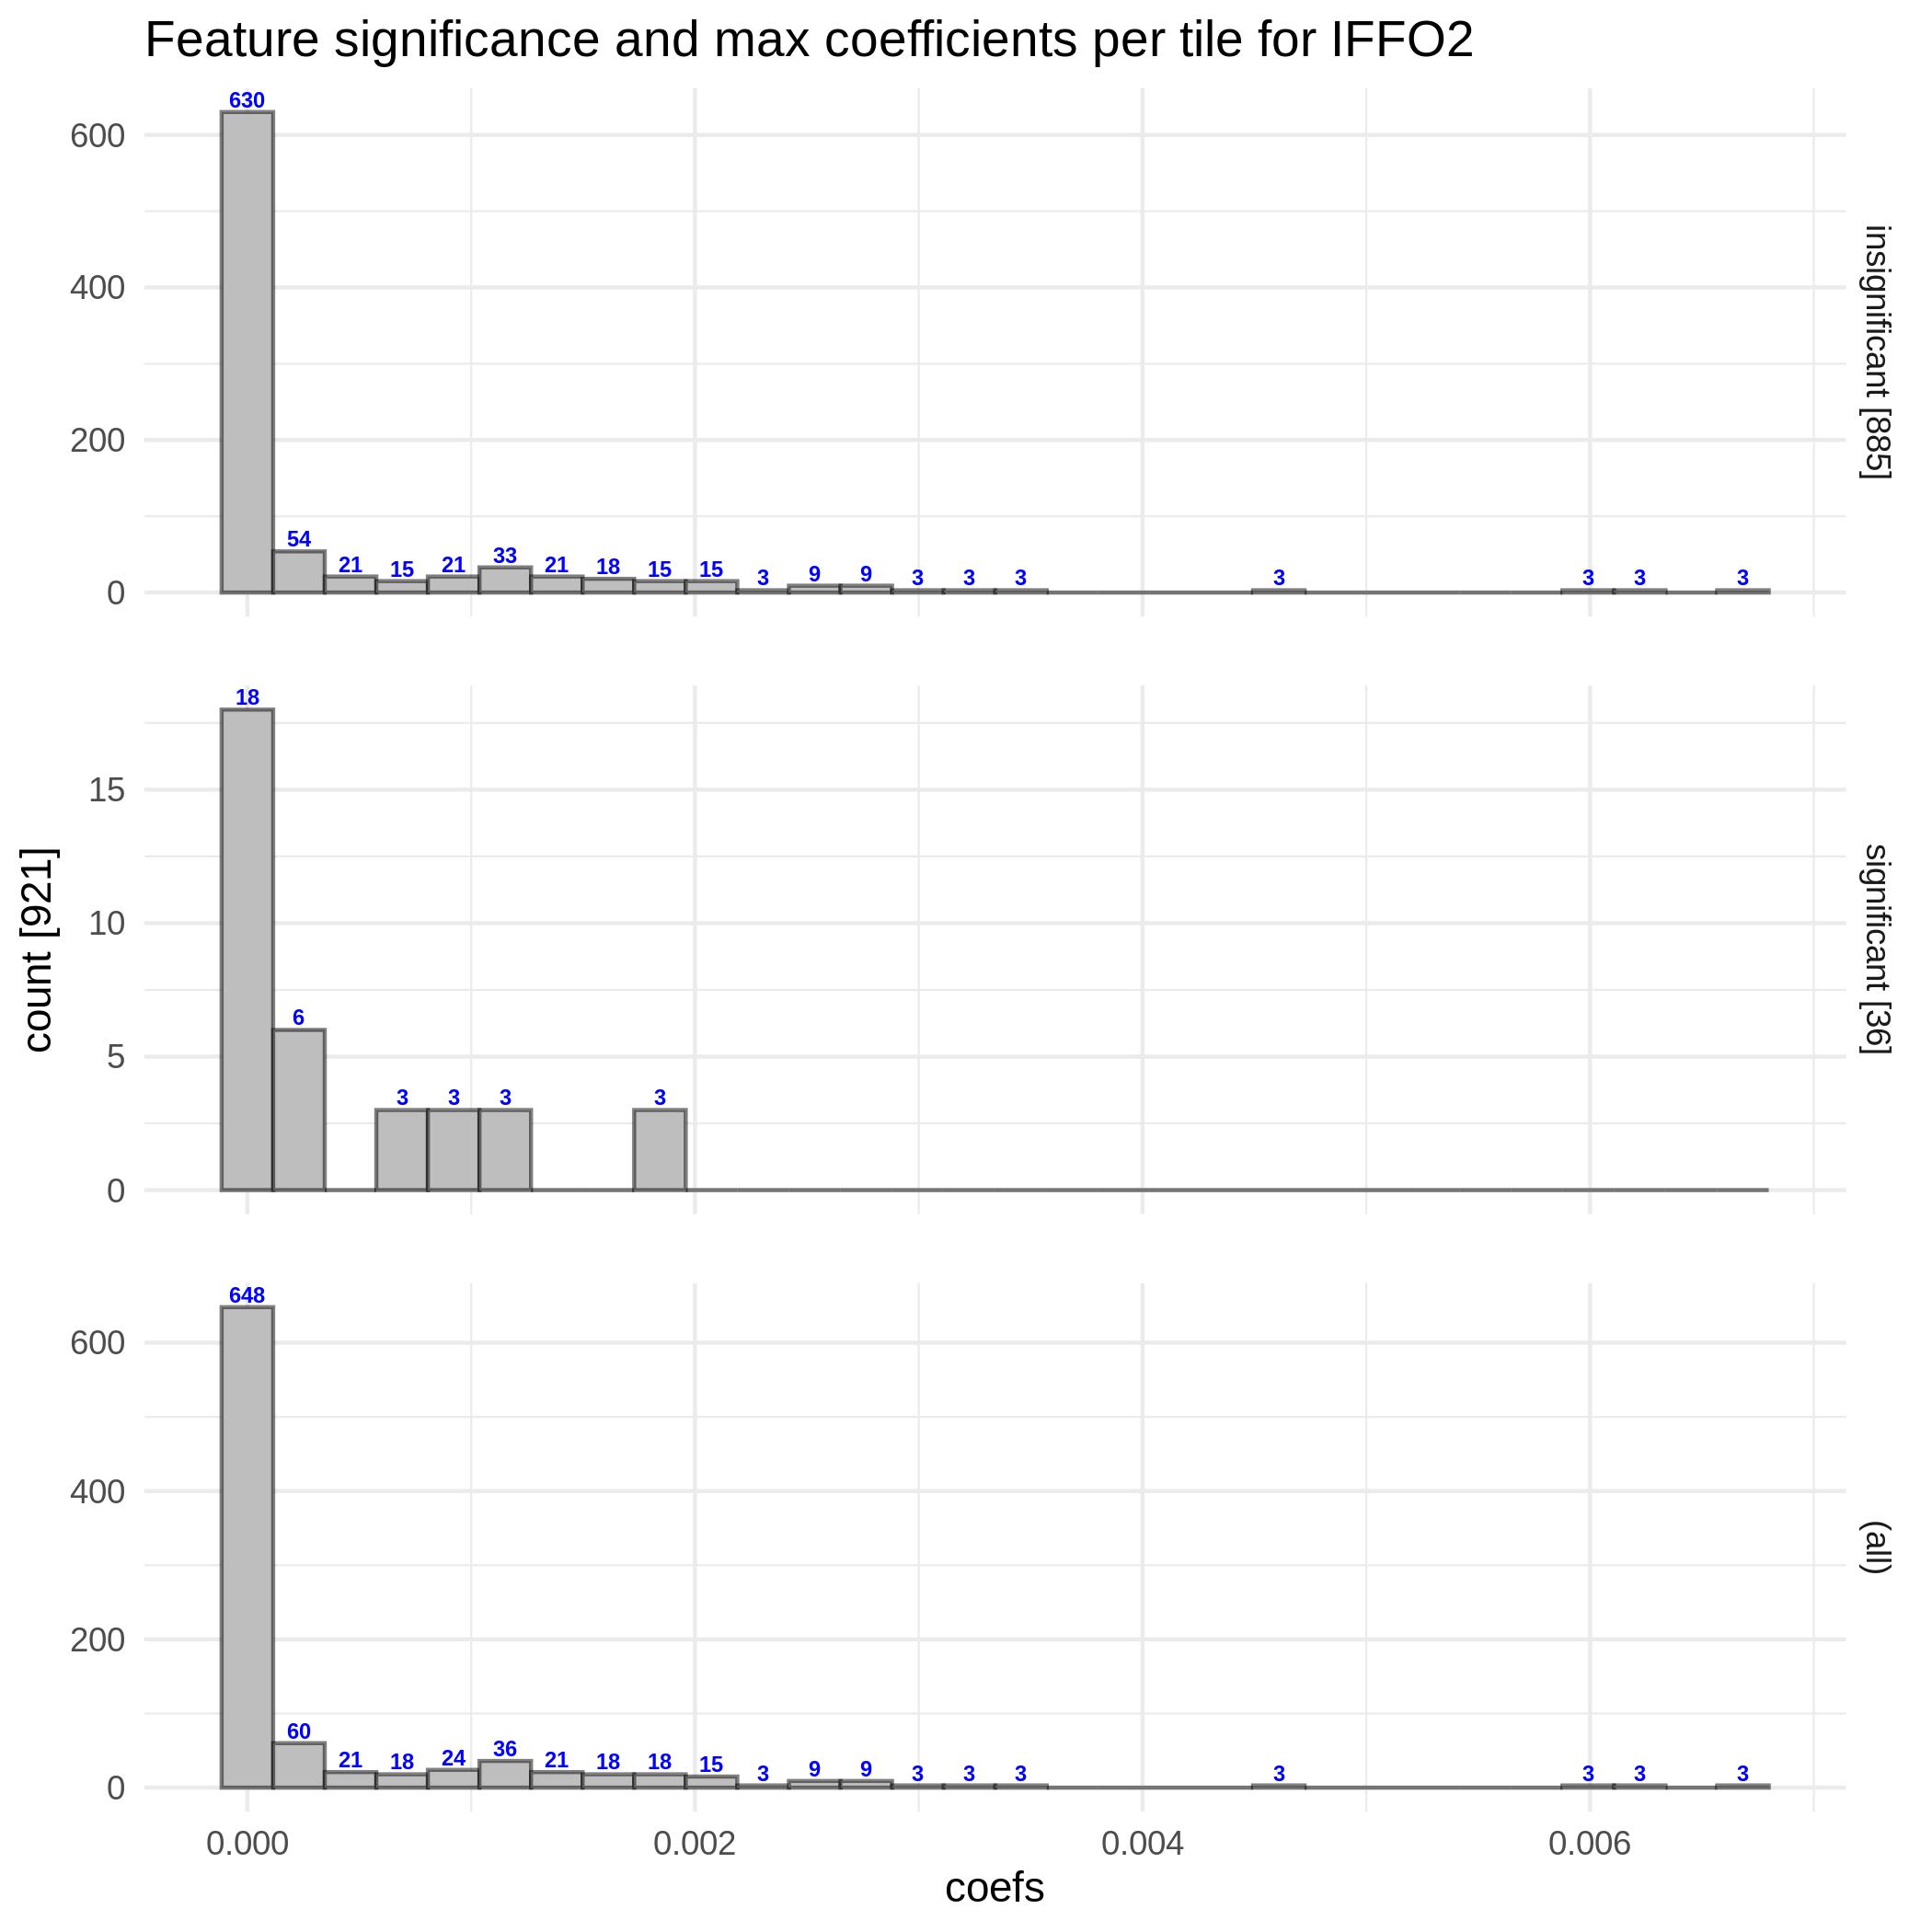 Feature significance and max coefficients per tile for IFFO2
630
54 21 15 21 33 21 18 15 15 3 9 9 3 3 3 3 3 3 3
600
400
200
0
insignificant [885]
18
6
3 3 3 3
15
10
5
0
significant [36]
count [921]
648
60 21 18 24 36 21 18 18 15 3 9 9 3 3 3 3 3 3 3
600
400
200
0
(all)
0.000 0.002 0.004 0.006
coefs